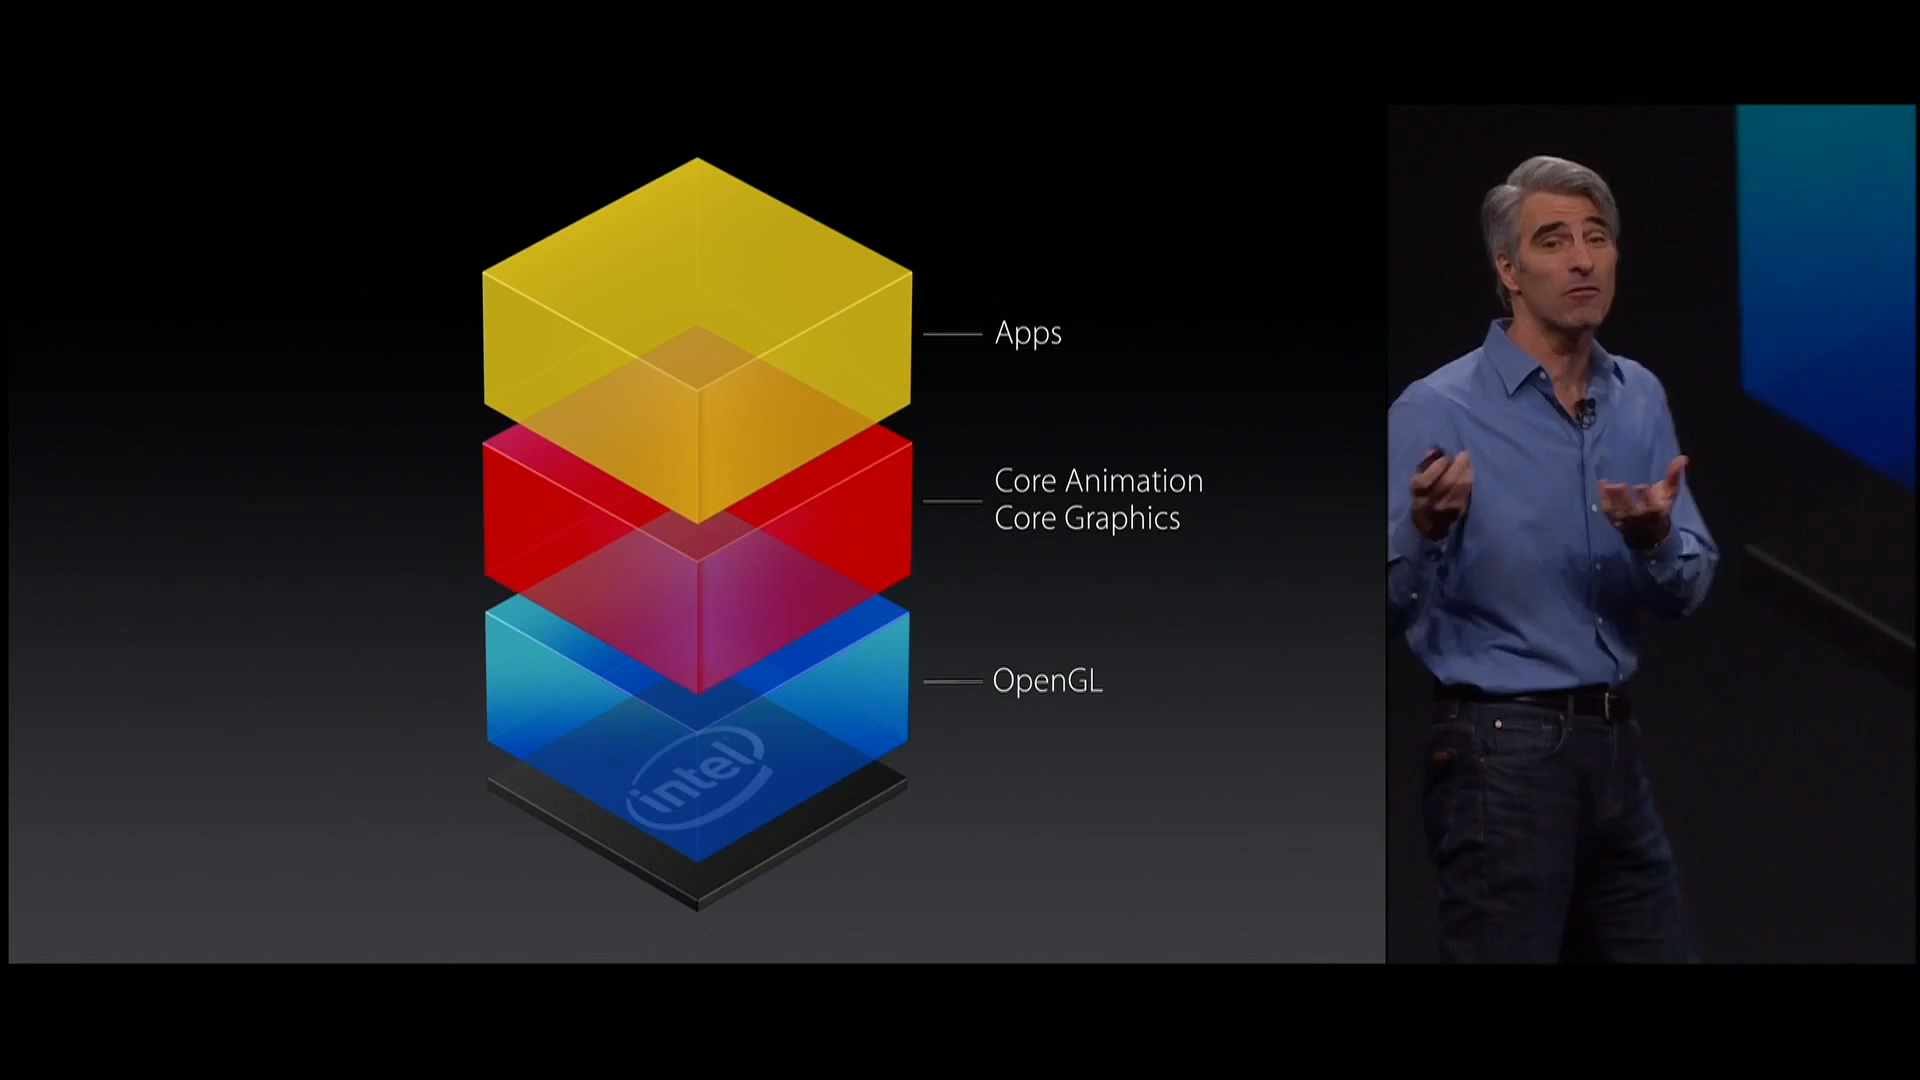 Apps
Core Animation
Core Graphics
OpenGL
intel